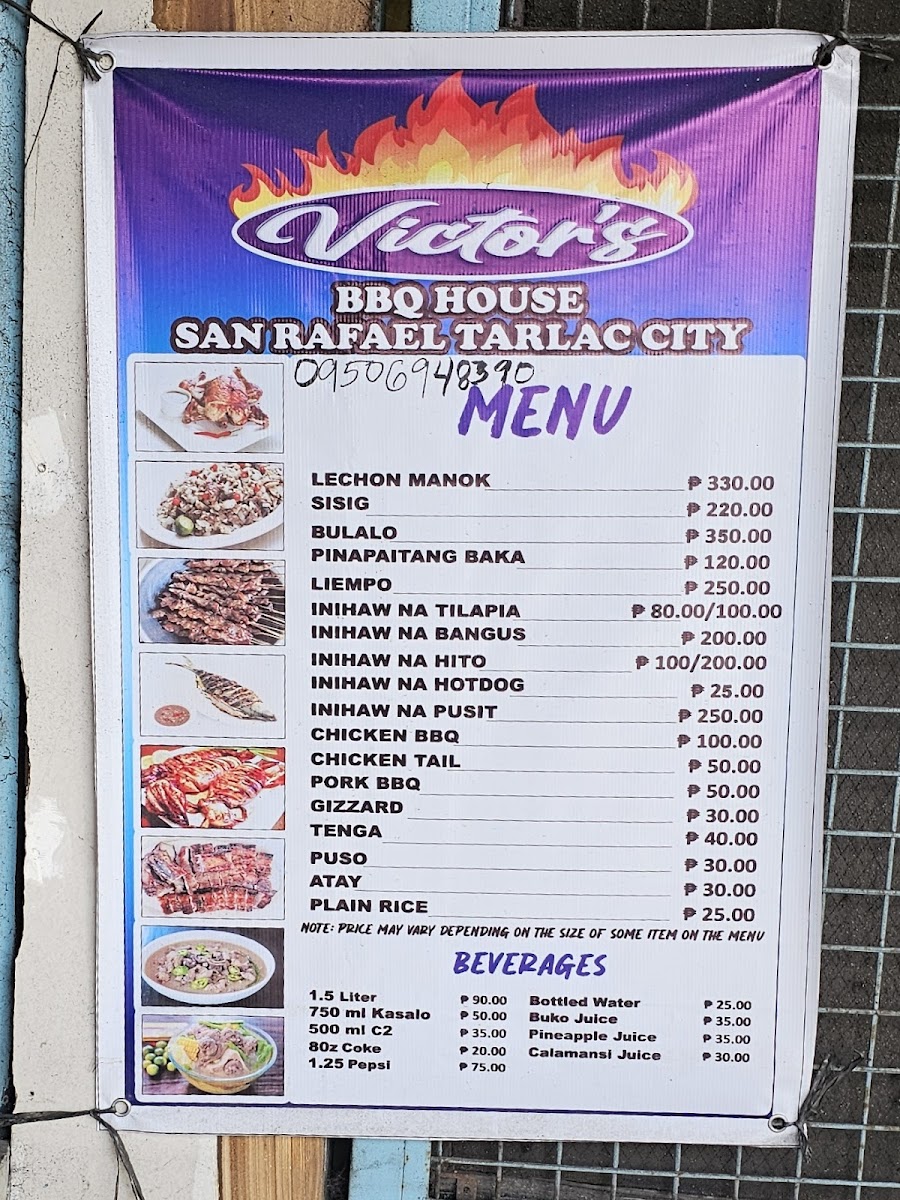 Victor's
BBQ HOUSE
SAN RAFAEL TARLAC CITY
09506948390
MENU
LECHON MANOK ₱ 330.00
SISIG ₱ 220.00
BULALO ₱ 350.00
PINAPAITANG BAKA ₱ 120.00
LIEMPO ₱ 250.00
INIHAW NA TILAPIA ₱ 80.00/100.00
INIHAW NA BANGUS ₱ 200.00
INIHAW NA HITO ₱ 100/200.00
INIHAW NA HOTDOG ₱ 25.00
INIHAW NA PUSIT ₱ 250.00
CHICKEN BBQ ₱ 100.00
CHICKEN TAIL ₱ 50.00
PORK BBQ ₱ 50.00
GIZZARD ₱ 30.00
TENGA ₱ 40.00
PUSO ₱ 30.00
ATAY ₱ 30.00
PLAIN RICE ₱ 25.00
NOTE: PRICE MAY VARY DEPENDING ON THE SIZE OF SOME ITEM ON THE MENU
BEVERAGES
1.5 Liter ₱ 90.00
750 ml Kasalo ₱ 50.00
500 ml C2 ₱ 35.00
80z Coke ₱ 20.00
1.25 Pepsi ₱ 75.00
Bottled Water ₱ 25.00
Buko Juice ₱ 35.00
Pineapple Juice ₱ 35.00
Calamansi Juice ₱ 30.00